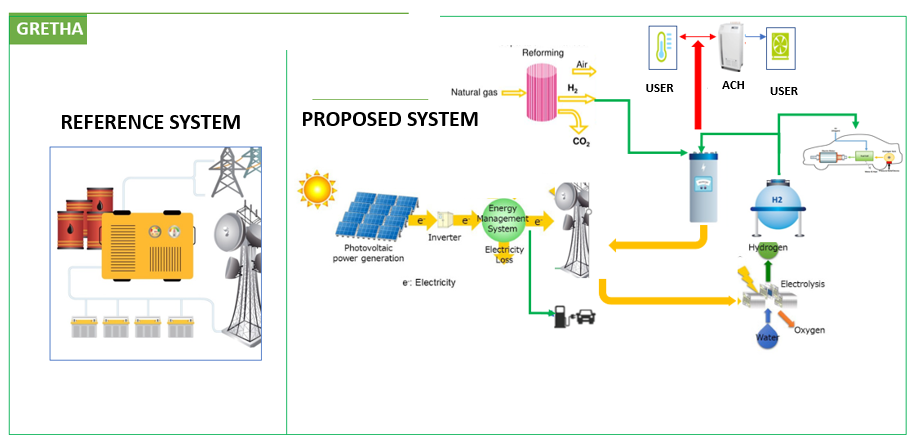 GRETHA
REFERENCE SYSTEM
PROPOSED SYSTEM
Reforming
Air
Natural gas
H2
CO2
USER
ACH
USER
e-
e-
e-
Energy
Management
System
Inverter
Photovoltaic
power generation
Electricity
Loss
e-: Electricity
H2
Hydrogen
Electrolysis
Oxygen
Water